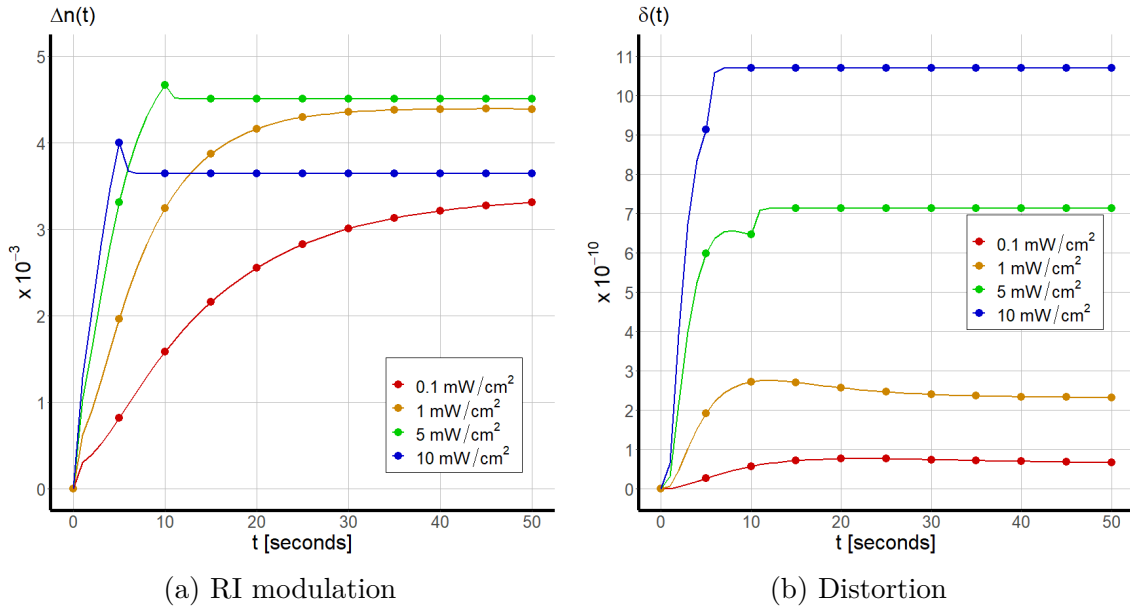 Δn(t)
x 10⁻³
5
4
3
2
1
0
0 10 20 30 40 50
t [seconds]
0.1 mW/cm²
1 mW/cm²
5 mW/cm²
10 mW/cm²
(a) RI modulation
δ(t)
x 10⁻¹⁰
11
10
9
8
7
6
5
4
3
2
1
0
0 10 20 30 40 50
t [seconds]
0.1 mW/cm²
1 mW/cm²
5 mW/cm²
10 mW/cm²
(b) Distortion